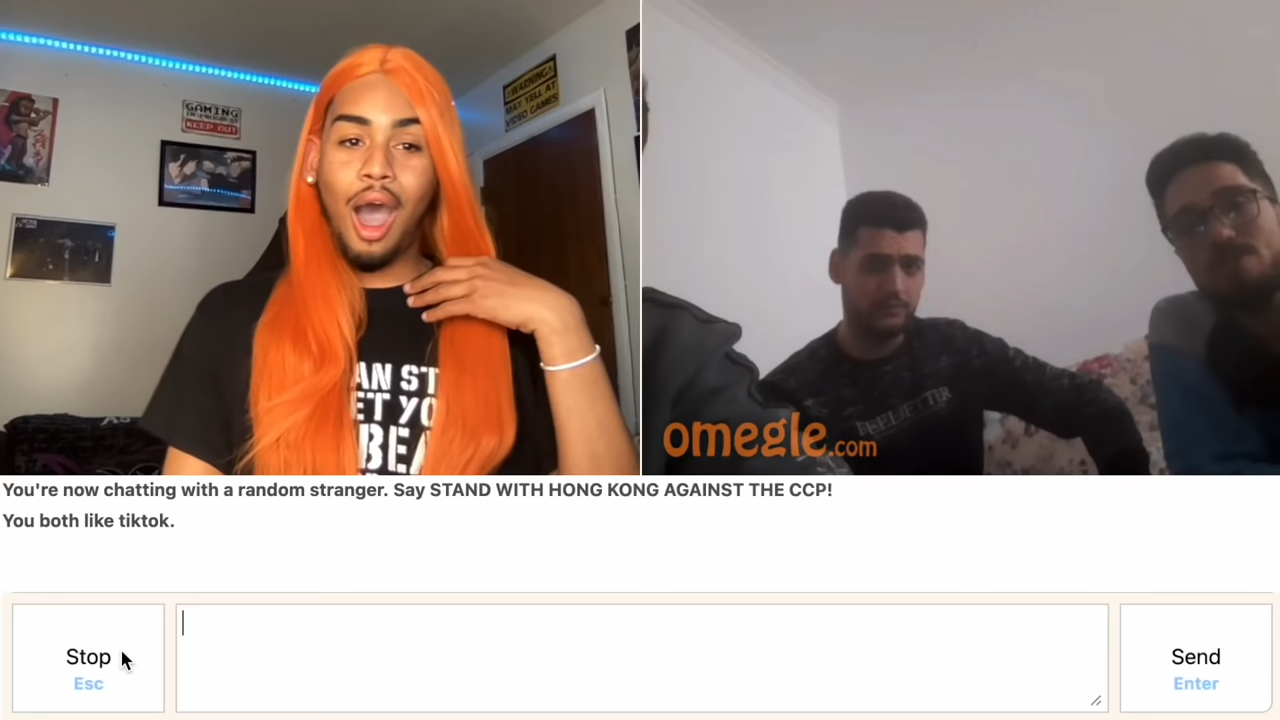 WARNING
MAY YELL AT
VIDEO GAMES
GAMING
KEEP OUT
AN ST
ET YO
BEA
omegle.com
You're now chatting with a random stranger. Say STAND WITH HONG KONG AGAINST THE CCP!
You both like tiktok.
Stop
Esc
Send
Enter